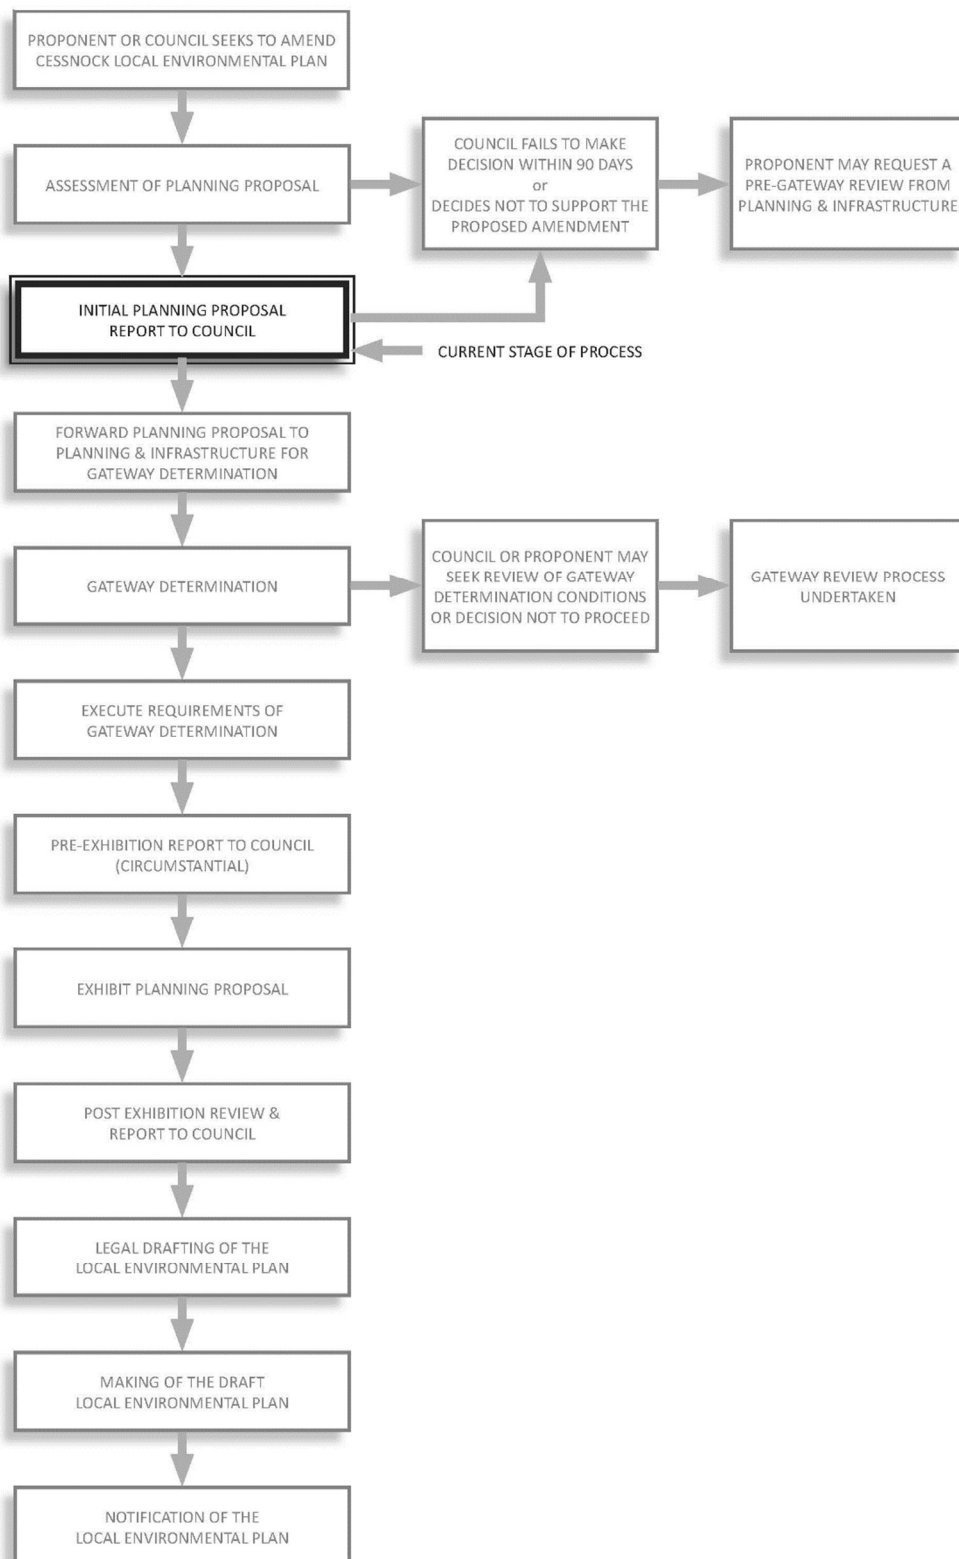 PROPONENT OR COUNCIL SEEKS TO AMEND
CESSNOCK LOCAL ENVIRONMENTAL PLAN
ASSESSMENT OF PLANNING PROPOSAL
COUNCIL FAILS TO MAKE
DECISION WITHIN 90 DAYS
or
DECIDES NOT TO SUPPORT THE
PROPOSED AMENDMENT
PROPONENT MAY REQUEST A
PRE-GATEWAY REVIEW FROM
PLANNING & INFRASTRUCTURE
INITIAL PLANNING PROPOSAL
REPORT TO COUNCIL
CURRENT STAGE OF PROCESS
FORWARD PLANNING PROPOSAL TO
PLANNING & INFRASTRUCTURE FOR
GATEWAY DETERMINATION
GATEWAY DETERMINATION
COUNCIL OR PROPONENT MAY
SEEK REVIEW OF GATEWAY
DETERMINATION CONDITIONS
OR DECISION NOT TO PROCEED
GATEWAY REVIEW PROCESS
UNDERTAKEN
EXECUTE REQUIREMENTS OF
GATEWAY DETERMINATION
PRE-EXHIBITION REPORT TO COUNCIL
(CIRCUMSTANTIAL)
EXHIBIT PLANNING PROPOSAL
POST EXHIBITION REVIEW &
REPORT TO COUNCIL
LEGAL DRAFTING OF THE
LOCAL ENVIRONMENTAL PLAN
MAKING OF THE DRAFT
LOCAL ENVIRONMENTAL PLAN
NOTIFICATION OF THE
LOCAL ENVIRONMENTAL PLAN